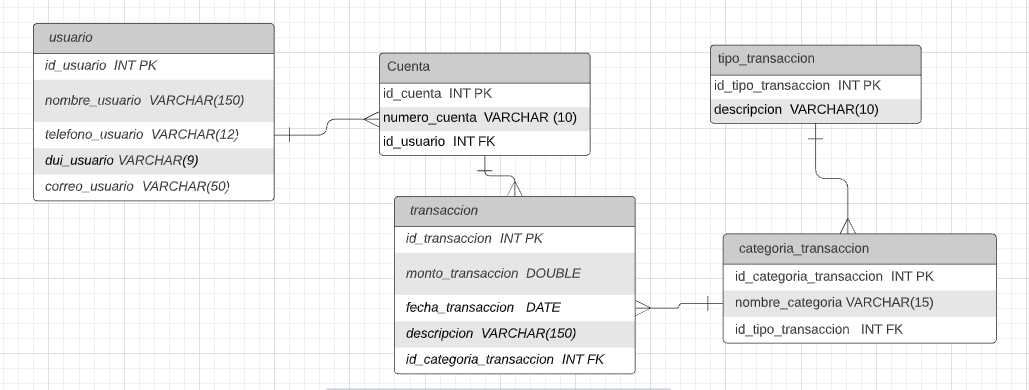 usuario
id_usuario INT PK
nombre_usuario VARCHAR(150)
telefono_usuario VARCHAR(12)
dui_usuario VARCHAR(9)
correo_usuario VARCHAR(50)
Cuenta
id_cuenta INT PK
numero_cuenta VARCHAR (10)
id_usuario INT FK
tipo_transaccion
id_tipo_transaccion INT PK
descripcion VARCHAR(10)
transaccion
id_transaccion INT PK
monto_transaccion DOUBLE
fecha_transaccion DATE
descripcion VARCHAR(150)
id_categoria_transaccion INT FK
categoria_transaccion
id_categoria_transaccion INT PK
nombre_categoria VARCHAR(15)
id_tipo_transaccion INT FK